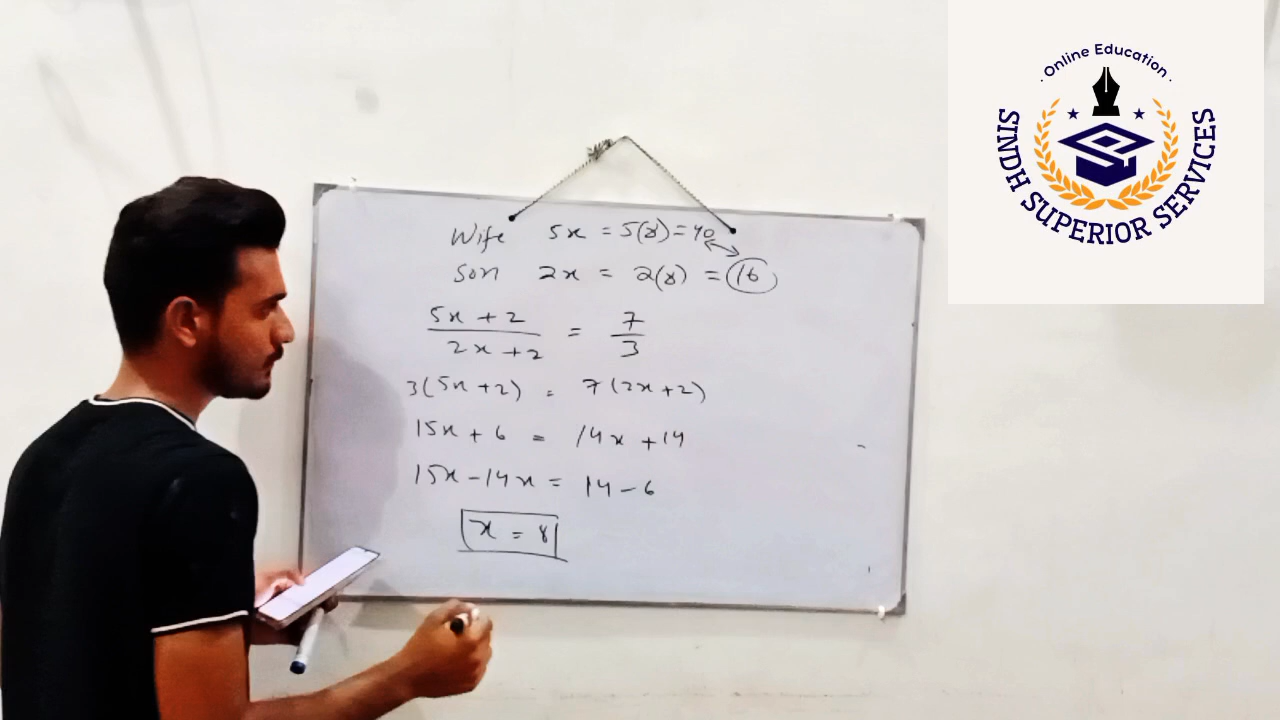 · Online Education ·
SINDH SUPERIOR SERVICES
Wife 5x = 5(8) = 40
Son 2x = 2(8) = 16
5x + 2 / 2x + 2 = 7 / 3
3(5x + 2) = 7(2x + 2)
15x + 6 = 14x + 14
15x - 14x = 14 - 6
x = 8